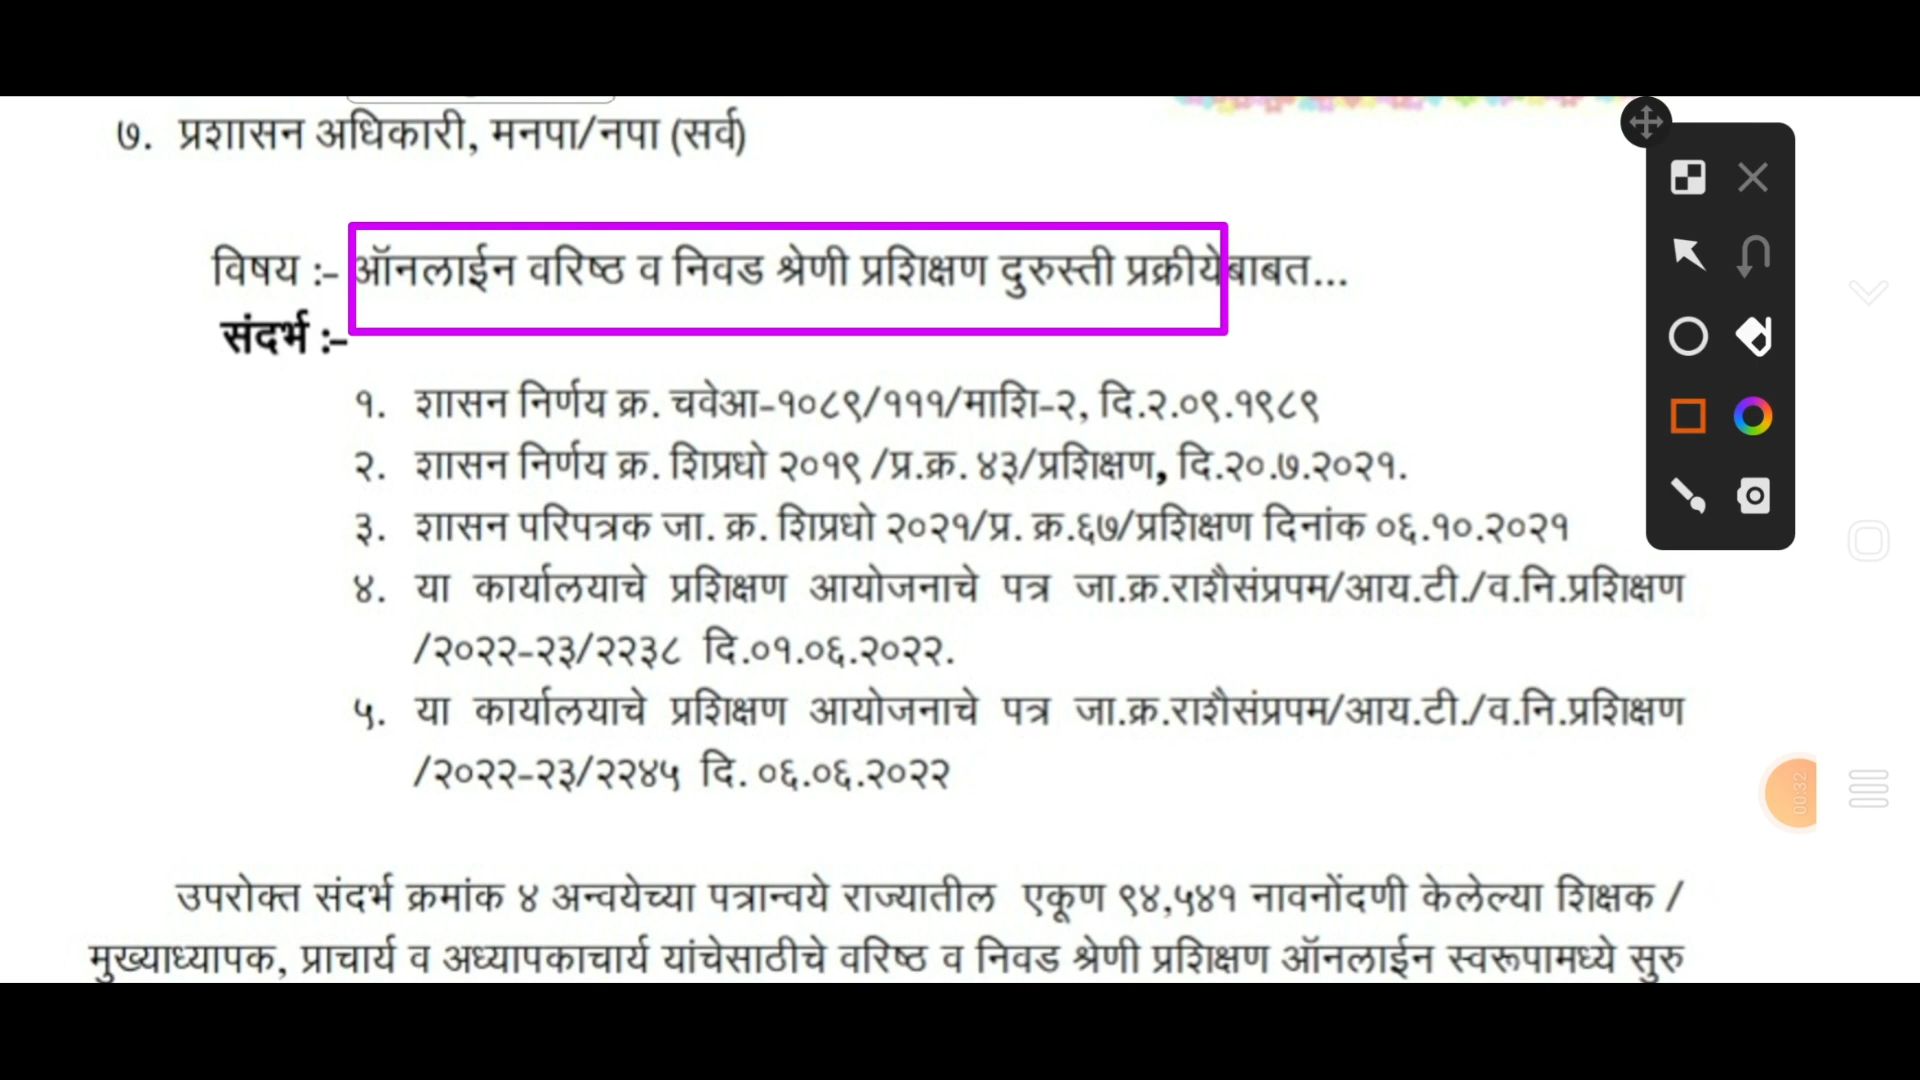 ७. प्रशासन अधिकारी, मनपा/नपा (सर्व)
विषय :- ऑनलाईन वरिष्ठ व निवड श्रेणी प्रशिक्षण दुरुस्ती प्रक्रीयेबाबत...
संदर्भ :-
१. शासन निर्णय क्र. चवेआ-१०८९/१११/माशि-२, दि.२.०९.१९८९
२. शासन निर्णय क्र. शिप्रधो २०१९ /प्र.क्र. ४३/प्रशिक्षण, दि.२०.७.२०२१.
३. शासन परिपत्रक जा. क्र. शिप्रधो २०२१/प्र. क्र.६७/प्रशिक्षण दिनांक ०६.१०.२०२१
४. या कार्यालयाचे प्रशिक्षण आयोजनाचे पत्र जा.क्र.राशैसंप्रपम/आय.टी./व.नि.प्रशिक्षण
/२०२२-२३/२२३८ दि.०१.०६.२०२२.
५. या कार्यालयाचे प्रशिक्षण आयोजनाचे पत्र जा.क्र.राशैसंप्रपम/आय.टी./व.नि.प्रशिक्षण
/२०२२-२३/२२४५ दि. ०६.०६.२०२२
00:32
उपरोक्त संदर्भ क्रमांक ४ अन्वयेच्या पत्रान्वये राज्यातील एकूण ९४,५४१ नावनोंदणी केलेल्या शिक्षक /
मुख्याध्यापक, प्राचार्य व अध्यापकाचार्य यांचेसाठीचे वरिष्ठ व निवड श्रेणी प्रशिक्षण ऑनलाईन स्वरूपामध्ये सुरु